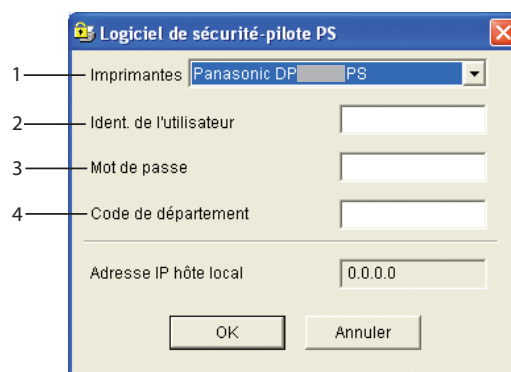 Logiciel de sécurité-pilote PS
1 Imprimantes Panasonic DP PS
2 Ident. de l'utilisateur
3 Mot de passe
4 Code de département
Adresse IP hôte local 0.0.0.0
OK Annuler